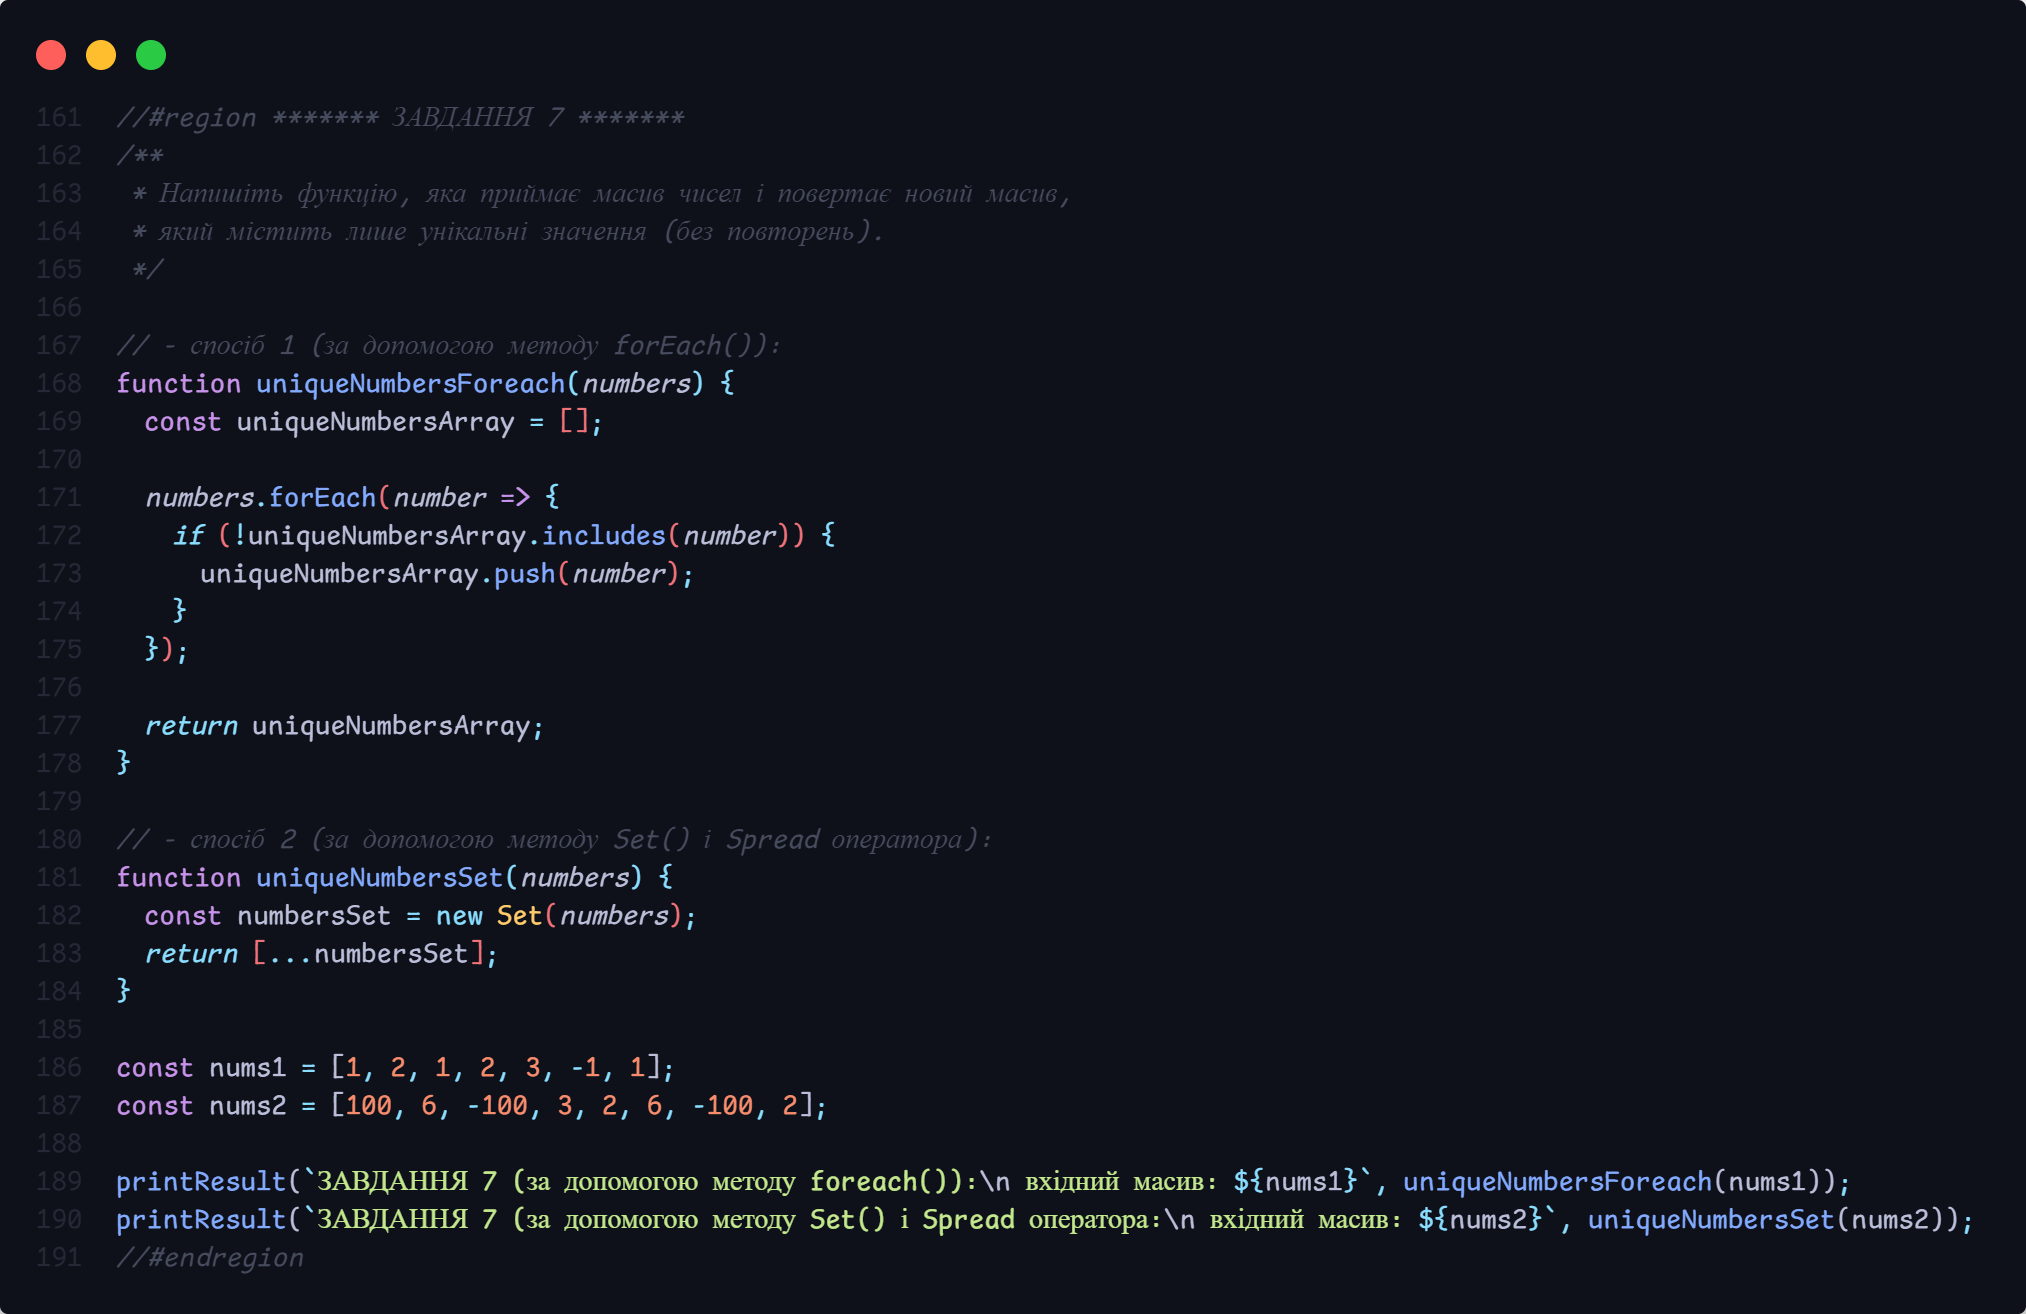 161 //#region ******* ЗАВДАННЯ 7 *******
162 /**
163  * Напишіть функцію, яка приймає масив чисел і повертає новий масив,
164  * який містить лише унікальні значення (без повторень).
165  */
166
167 // - спосіб 1 (за допомогою методу forEach()):
168 function uniqueNumbersForeach(numbers) {
169   const uniqueNumbersArray = [];
170
171   numbers.forEach(number => {
172     if (!uniqueNumbersArray.includes(number)) {
173       uniqueNumbersArray.push(number);
174     }
175   });
176
177   return uniqueNumbersArray;
178 }
179
180 // - спосіб 2 (за допомогою методу Set() і Spread оператора):
181 function uniqueNumbersSet(numbers) {
182   const numbersSet = new Set(numbers);
183   return [...numbersSet];
184 }
185
186 const nums1 = [1, 2, 1, 2, 3, -1, 1];
187 const nums2 = [100, 6, -100, 3, 2, 6, -100, 2];
188
189 printResult(`ЗАВДАННЯ 7 (за допомогою методу foreach()):\n вхідний масив: ${nums1}`, uniqueNumbersForeach(nums1));
190 printResult(`ЗАВДАННЯ 7 (за допомогою методу Set() і Spread оператора:\n вхідний масив: ${nums2}`, uniqueNumbersSet(nums2));
191 //#endregion